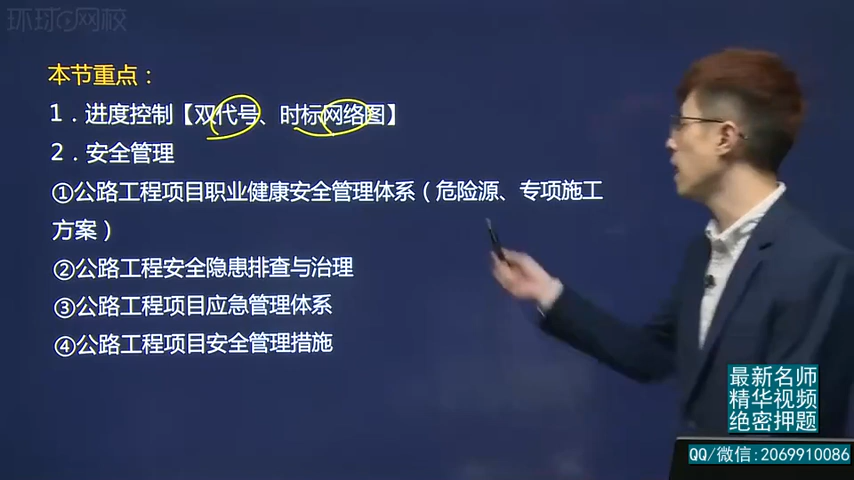 环球网校
本节重点：
1．进度控制【双代号、时标网络图】
2．安全管理
①公路工程项目职业健康安全管理体系（危险源、专项施工
方案）
②公路工程安全隐患排查与治理
③公路工程项目应急管理体系
④公路工程项目安全管理措施
最新名师
精华视频
绝密押题
QQ/微信:2069910086